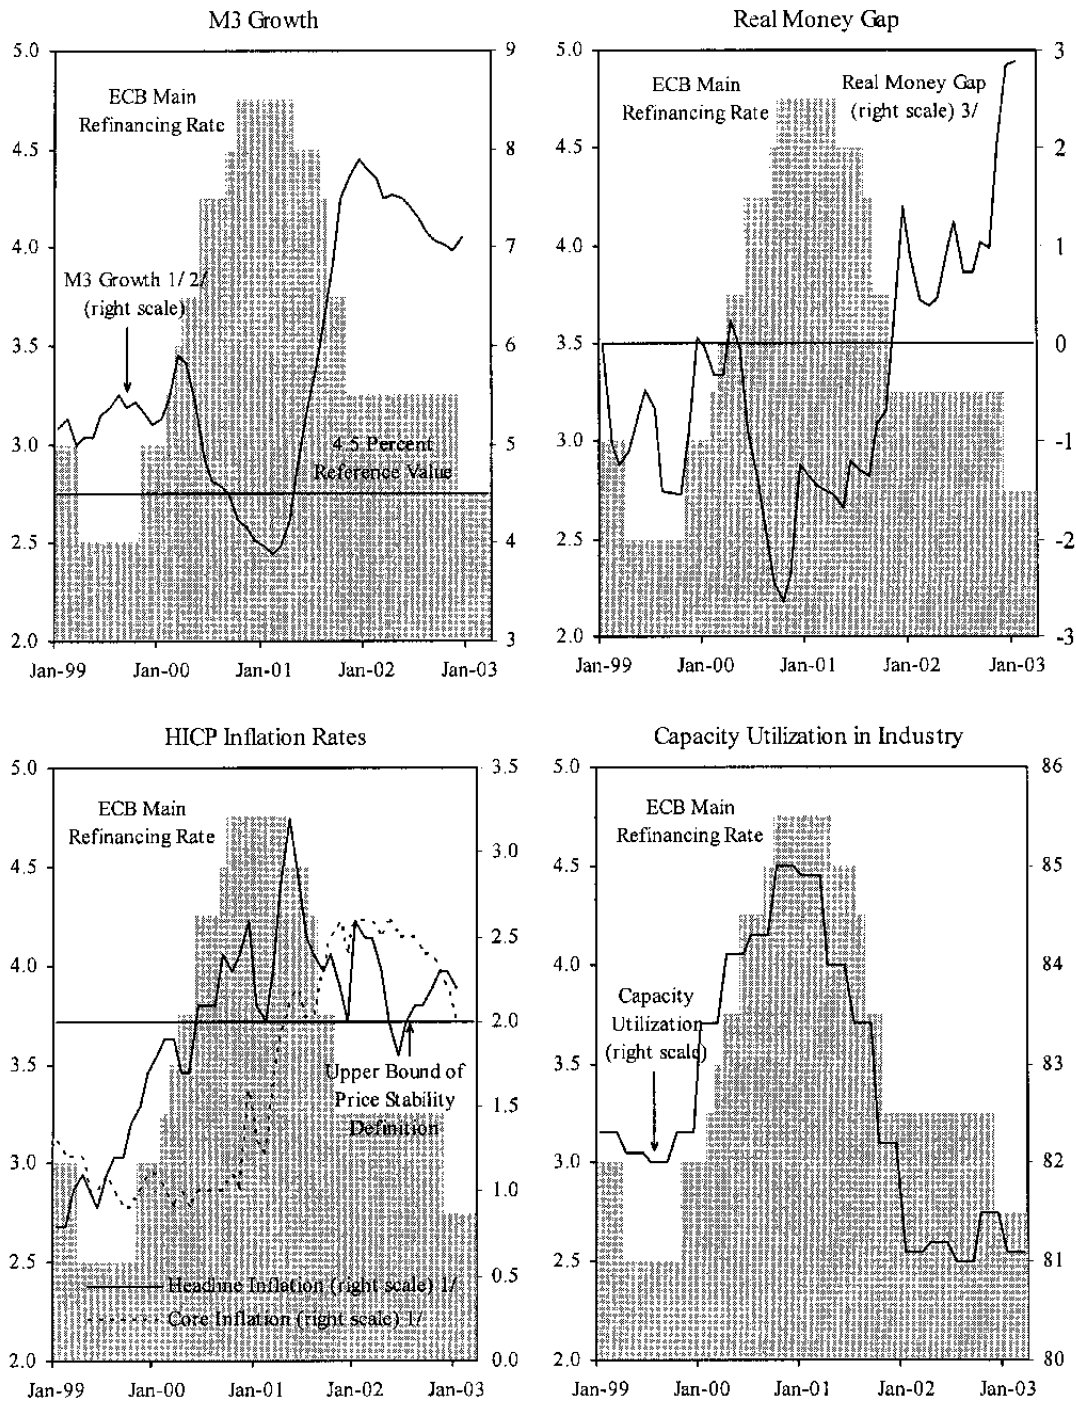 M3 Growth
5.0
4.5
4.0
3.5
3.0
2.5
2.0
9
8
7
6
5
4
3
ECB Main
Refinancing Rate
M3 Growth 1/ 2/
(right scale)
4.5 Percent
Reference Value
Jan-99
Jan-00
Jan-01
Jan-02
Jan-03
Real Money Gap
5.0
4.5
4.0
3.5
3.0
2.5
2.0
3
2
1
0
-1
-2
-3
ECB Main
Refinancing Rate
Real Money Gap
(right scale) 3/
Jan-99
Jan-00
Jan-01
Jan-02
Jan-03
HICP Inflation Rates
5.0
4.5
4.0
3.5
3.0
2.5
2.0
3.5
3.0
2.5
2.0
1.5
1.0
0.5
0.0
ECB Main
Refinancing Rate
Upper Bound of
Price Stability
Definition
Headline Inflation (right scale) 1/
Core Inflation (right scale) 1/
Jan-99
Jan-00
Jan-01
Jan-02
Jan-03
Capacity Utilization in Industry
5.0
4.5
4.0
3.5
3.0
2.5
2.0
86
85
84
83
82
81
80
ECB Main
Refinancing Rate
Capacity
Utilization
(right scale)
Jan-99
Jan-00
Jan-01
Jan-02
Jan-03